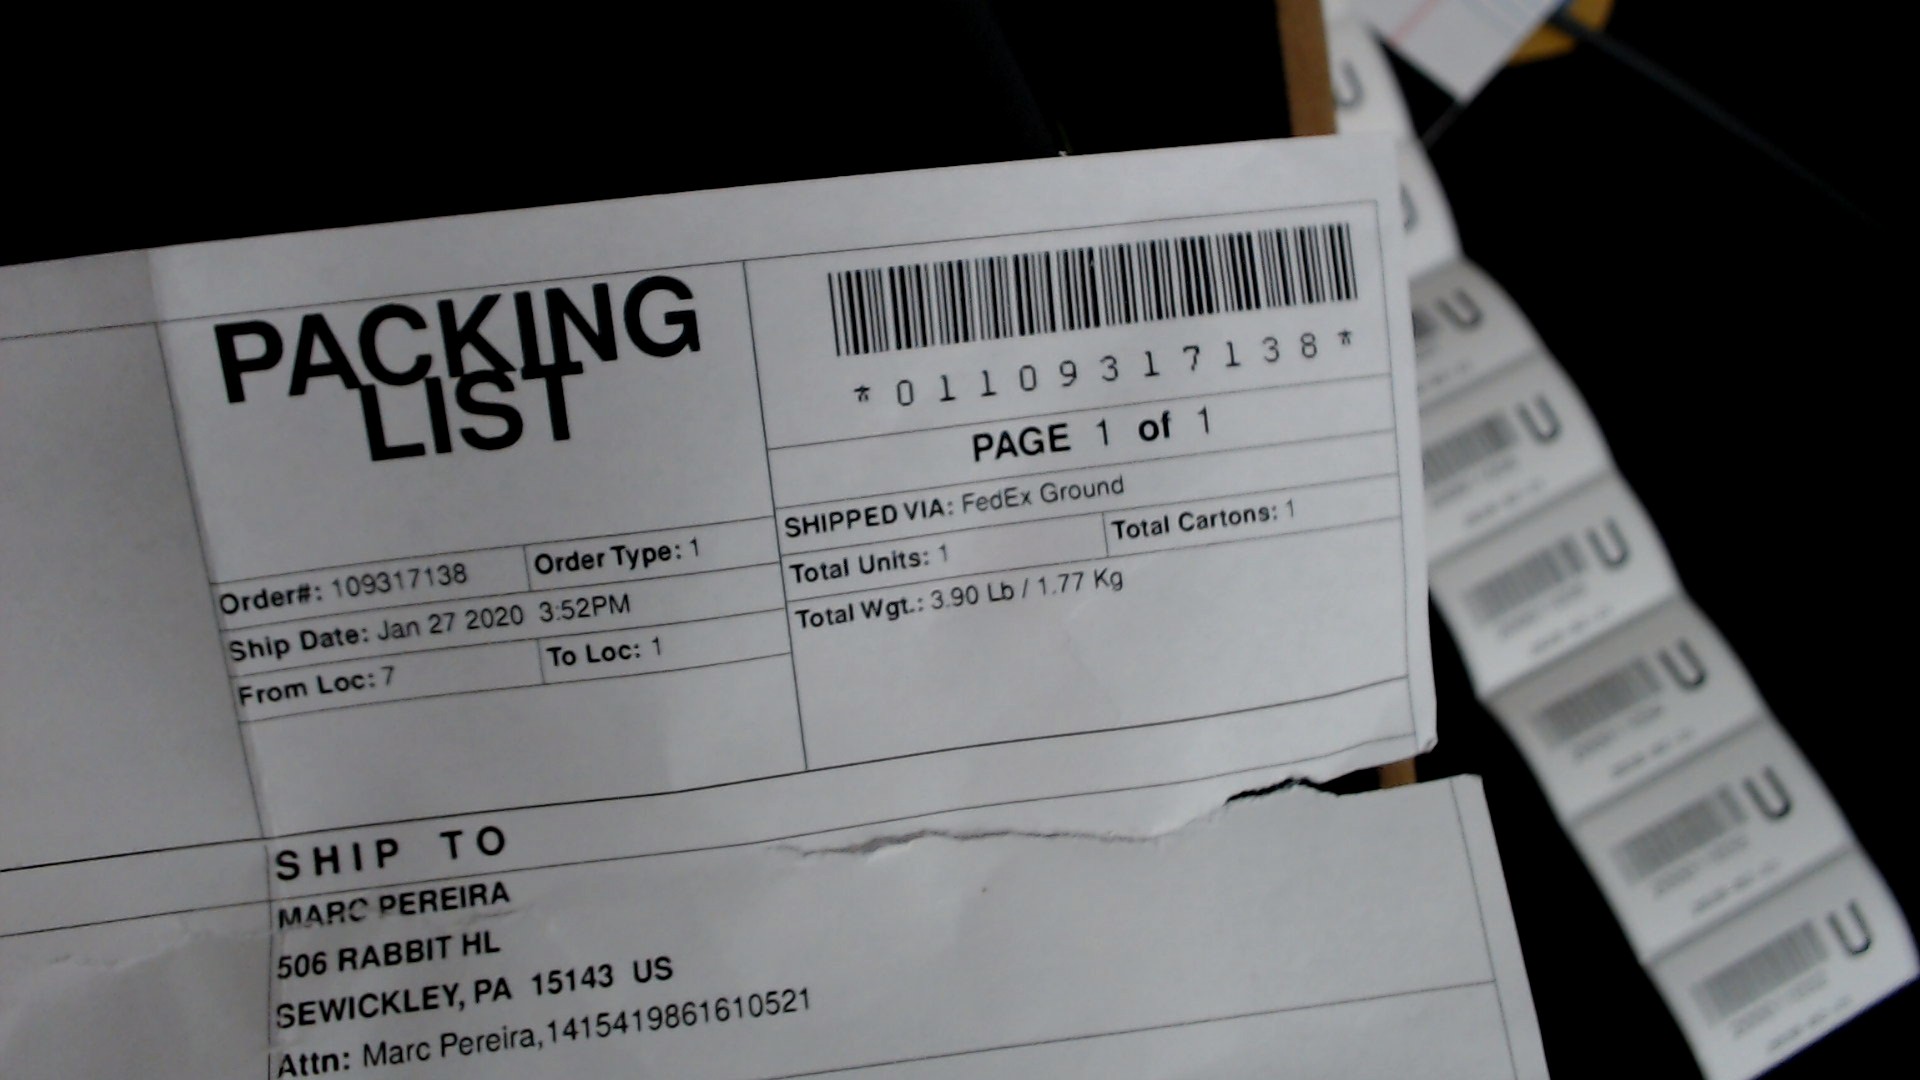 PACKING
LIST
*01109317138*
PAGE 1 of 1
SHIPPED VIA: FedEx Ground
Total Units: 1
Total Cartons: 1
Total Wgt.: 3.90 Lb / 1.77 Kg
Order#: 109317138
Order Type: 1
Ship Date: Jan 27 2020 3:52PM
From Loc: 7
To Loc: 1
SHIP TO
MARC PEREIRA
506 RABBIT HL
SEWICKLEY, PA 15143 US
Attn: Marc Pereira,1415419861610521
U
U
U
U
U
U
U